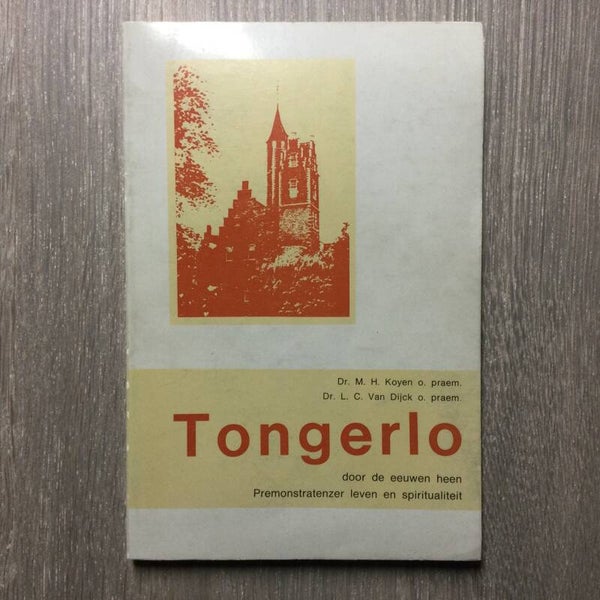 Dr. M. H. Koyen o. praem.
Dr. L. C. Van Dijck o. praem.
Tongerlo
door de eeuwen heen
Premonstratenzer leven en spiritualiteit